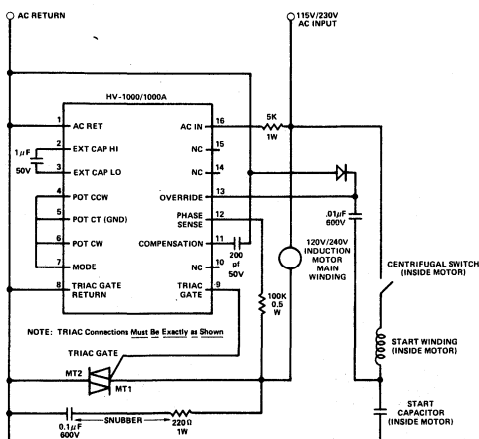 AC RETURN
115V/230V
AC INPUT
HV-1000/1000A
1
AC RET
AC IN
16
5K
1W
2
EXT CAP HI
NC
15
1µF
50V
3
EXT CAP LO
NC
14
4
POT CCW
OVERRIDE
13
5
POT CT (GND)
PHASE
SENSE
12
.01µF
600V
6
POT CW
COMPENSATION
11
200
pf
50V
7
MODE
NC
10
8
TRIAC GATE
RETURN
TRIAC
GATE
9
120V/240V
INDUCTION
MOTOR
MAIN
WINDING
CENTRIFUGAL SWITCH
(INSIDE MOTOR)
100K
0.5
W
NOTE: TRIAC Connections Must Be Exactly as Shown
START WINDING
(INSIDE MOTOR)
TRIAC GATE
MT2
MT1
SNUBBER
0.1µF
600V
220Ω
1W
START
CAPACITOR
(INSIDE MOTOR)